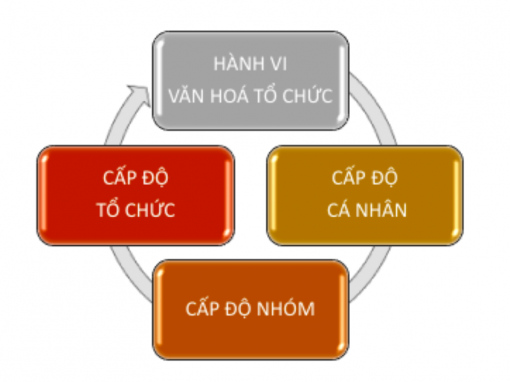 HÀNH VI
VĂN HOÁ TỔ CHỨC
CẤP ĐỘ
TỔ CHỨC
CẤP ĐỘ
CÁ NHÂN
CẤP ĐỘ NHÓM